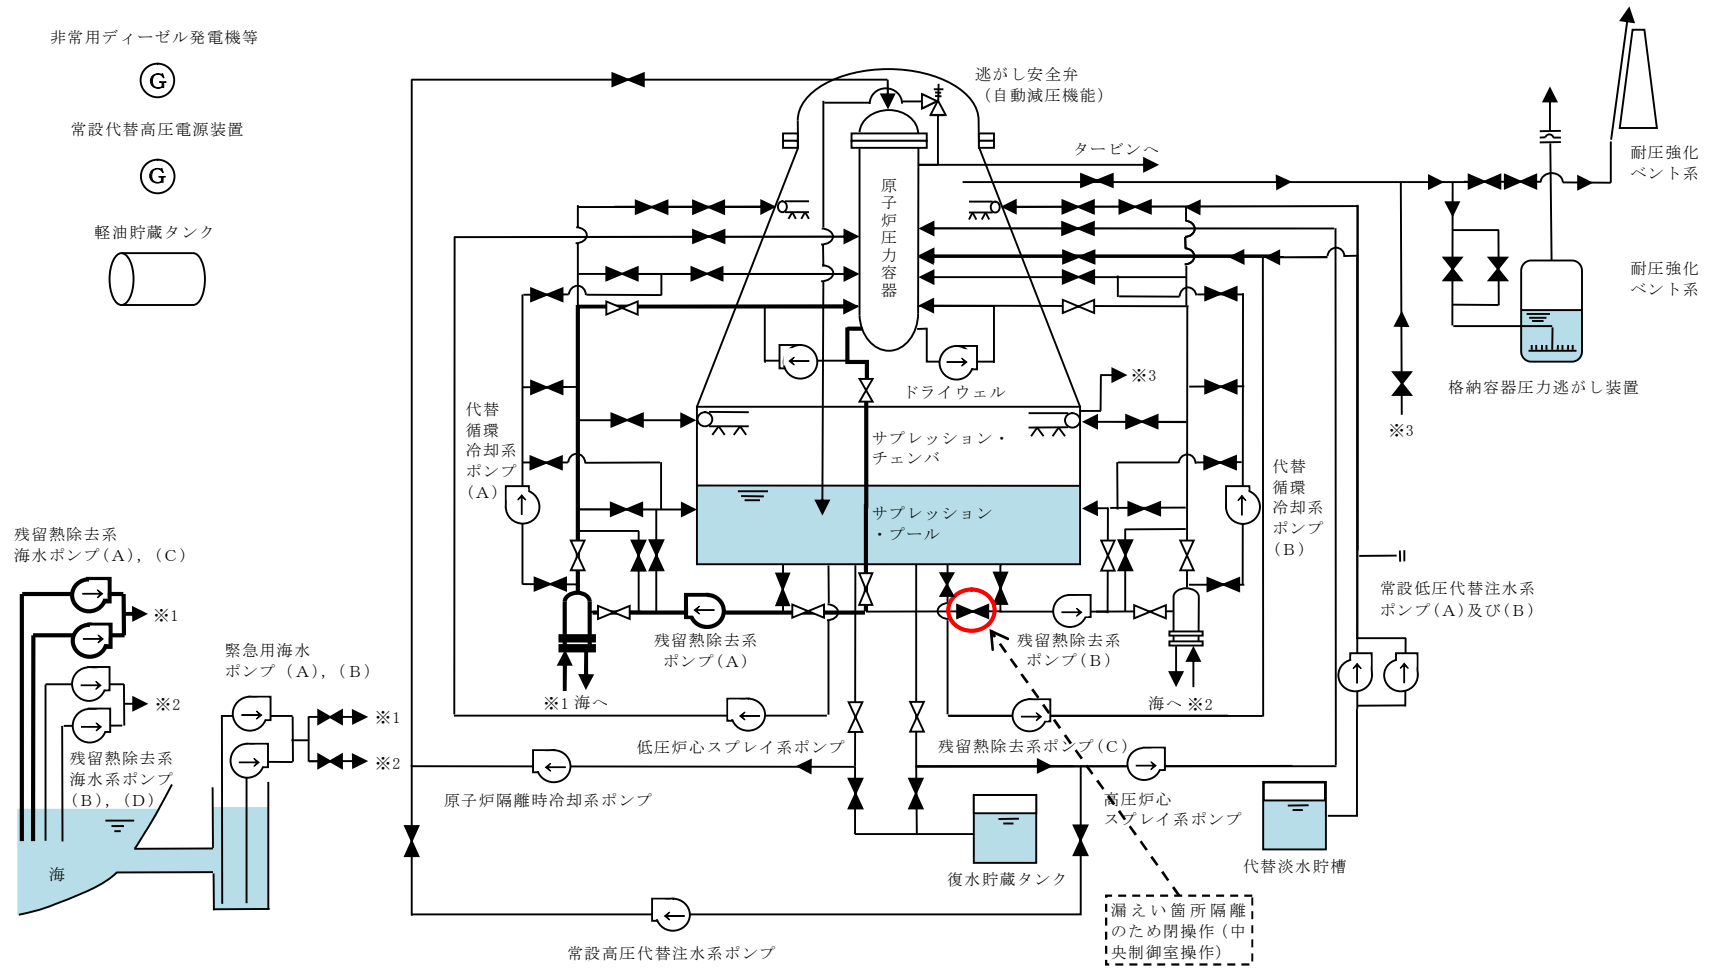 非常用ディーゼル発電機等
G
常設代替高圧電源装置
G
軽油貯蔵タンク
逃がし安全弁
（自動減圧機能）
タービンへ
原子炉圧力容器
耐圧強化
ベント系
耐圧強化
ベント系
格納容器圧力逃がし装置
※3
※3
ドライウェル
サプレッション・
チェンバ
サプレッション
・プール
代替
循環
冷却系
ポンプ
（A）
代替
循環
冷却系
ポンプ
（B）
残留熱除去系
海水ポンプ（A），（C）
※1
※2
残留熱除去系
海水系ポンプ
（B），（D）
海
緊急用海水
ポンプ（A），（B）
※1
※2
残留熱除去系
ポンプ（A）
※1 海へ
残留熱除去系
ポンプ（B）
海へ ※2
常設低圧代替注水系
ポンプ（A）及び（B）
低圧炉心スプレイ系ポンプ
残留熱除去系ポンプ（C）
原子炉隔離時冷却系ポンプ
高圧炉心
スプレイ系ポンプ
復水貯蔵タンク
代替淡水貯槽
常設高圧代替注水系ポンプ
漏えい箇所隔離
のため閉操作（中
央制御室操作）